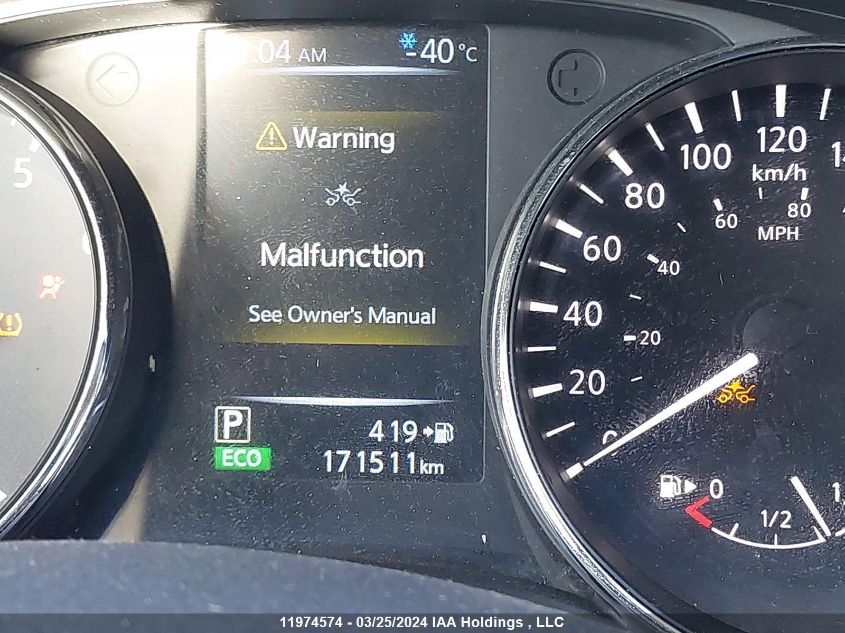 :04 AM
-40 °C
Warning
Malfunction
See Owner's Manual
P
ECO
419
171511 km
5
0
20
40
60
80
100
120
km/h
20
40
60
80
MPH
0
1/2
11974574 - 03/25/2024 IAA Holdings , LLC